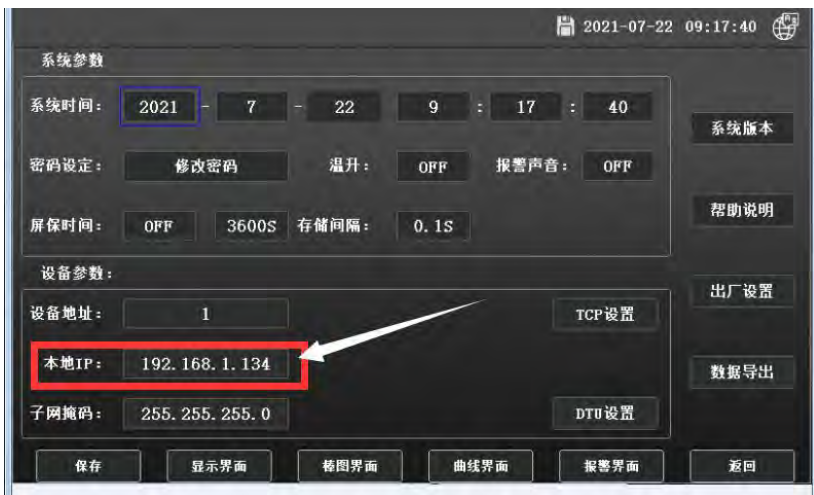 2021-07-22 09:17:40
系统参数
系统时间： 2021 - 7 - 22 9 : 17 : 40
系统版本
密码设定： 修改密码 温升： OFF 报警声音： OFF
帮助说明
屏保时间： OFF 3600S 存储间隔： 0.1S
设备参数：
出厂设置
设备地址： 1 TCP设置
本地IP： 192.168.1.134
数据导出
子网掩码： 255.255.255.0 DTU设置
保存 显示界面 棒图界面 曲线界面 报警界面 返回